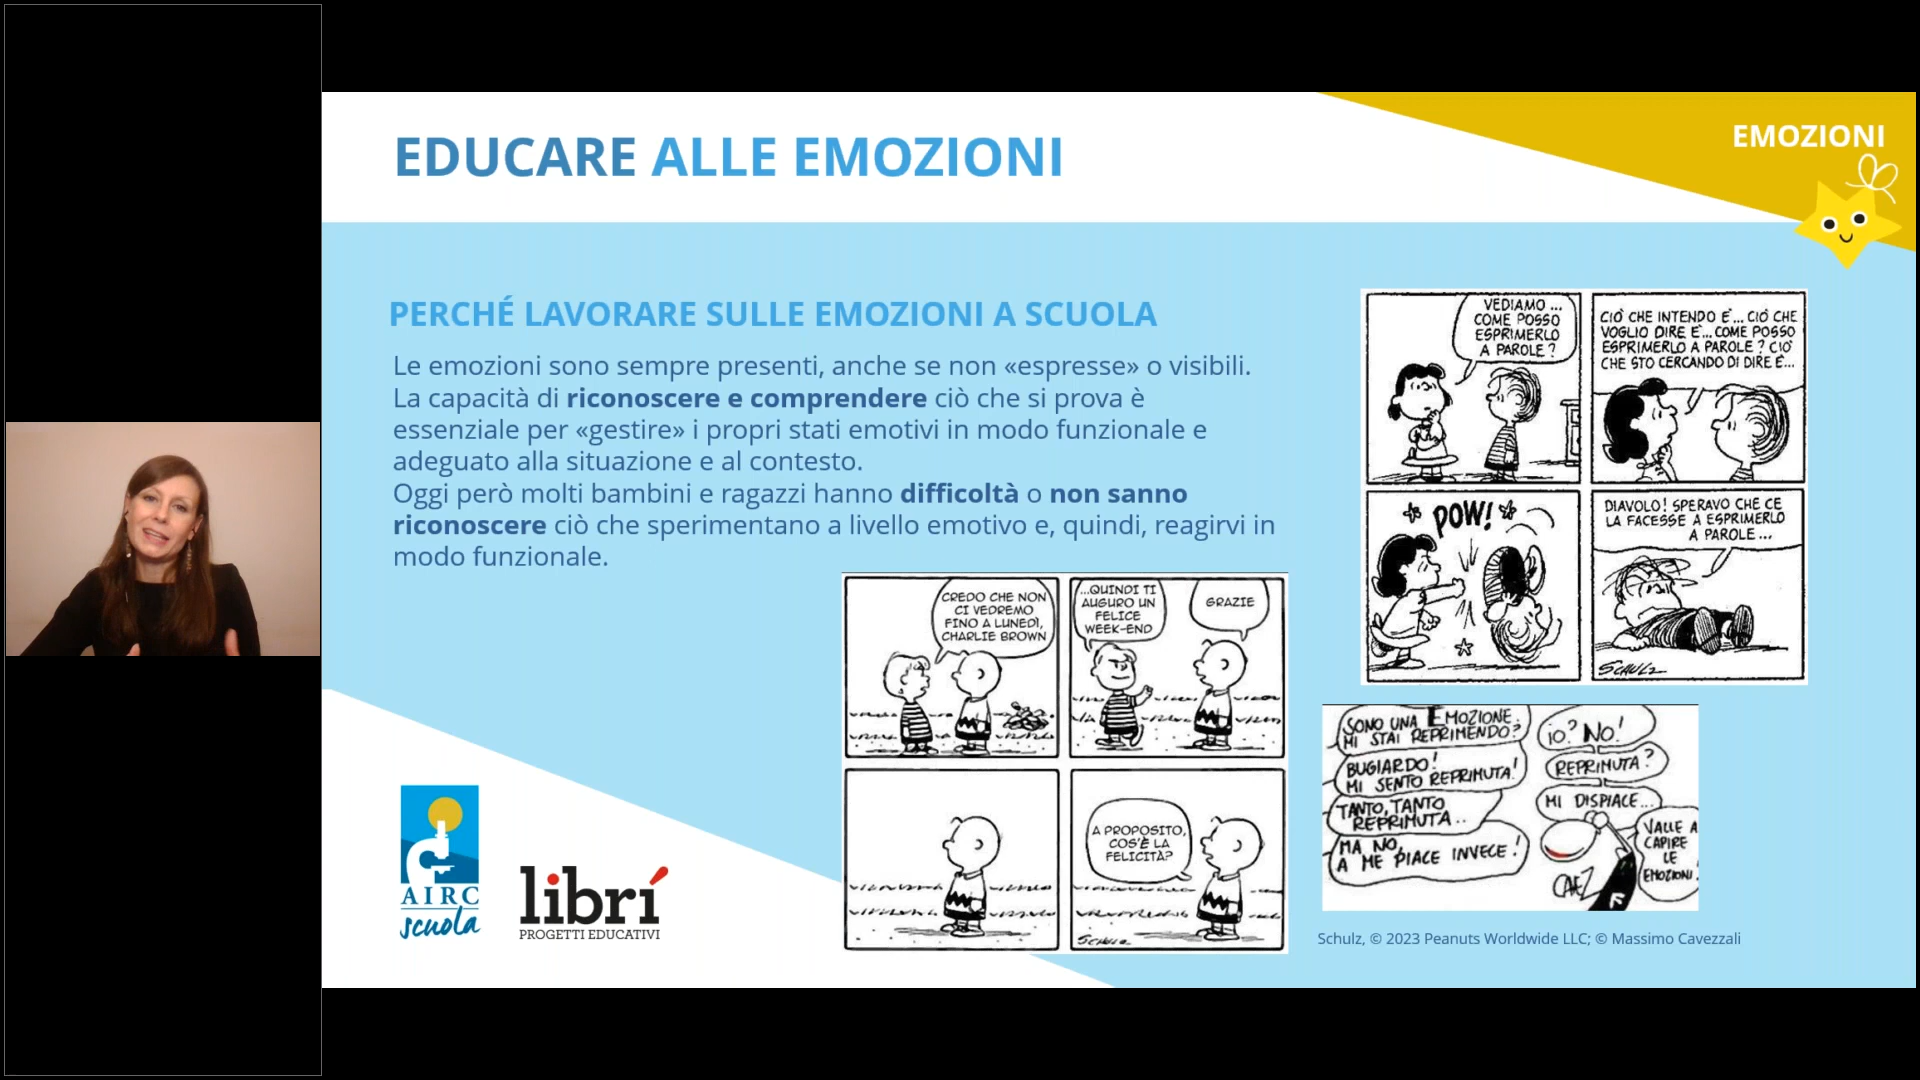 EDUCARE ALLE EMOZIONI
EMOZIONI
PERCHÉ LAVORARE SULLE EMOZIONI A SCUOLA
Le emozioni sono sempre presenti, anche se non «espresse» o visibili.
La capacità di riconoscere e comprendere ciò che si prova è
essenziale per «gestire» i propri stati emotivi in modo funzionale e
adeguato alla situazione e al contesto.
Oggi però molti bambini e ragazzi hanno difficoltà o non sanno
riconoscere ciò che sperimentano a livello emotivo e, quindi, reagirvi in
modo funzionale.
VEDIAMO ...
COME POSSO
ESPRIMERLO
A PAROLE?
CIÒ CHE INTENDO È... CIÒ CHE
VOGLIO DIRE È... COME POSSO
ESPRIMERLO A PAROLE? CIÒ
CHE STO CERCANDO DI DIRE È...
POW!
DIAVOLO! SPERAVO CHE CE
LA FACESSE A ESPRIMERLO
A PAROLE...
SCHULZ
CREDO CHE NON
CI VEDREMO
FINO A LUNEDÌ,
CHARLIE BROWN
...QUINDI TI
AUGURO UN
FELICE
WEEK-END
GRAZIE
A PROPOSITO,
COS'È LA
FELICITÀ?
SCHULZ
SONO UNA EMOZIONE.
MI STAI REPRIMENDO?
io? No!
BUGIARDO!
MI SENTO REPRIMUTA!
REPRIMUTA?
TANTO, TANTO
REPRIMUTA..
MI DISPIACE...
MA NO,
A ME PIACE INVECE!
VALLE A
CAPIRE
LE
EMOZIONI.
CAEZ
F
AIRC
scuola
librí
PROGETTI EDUCATIVI
Schulz, © 2023 Peanuts Worldwide LLC; © Massimo Cavezzali